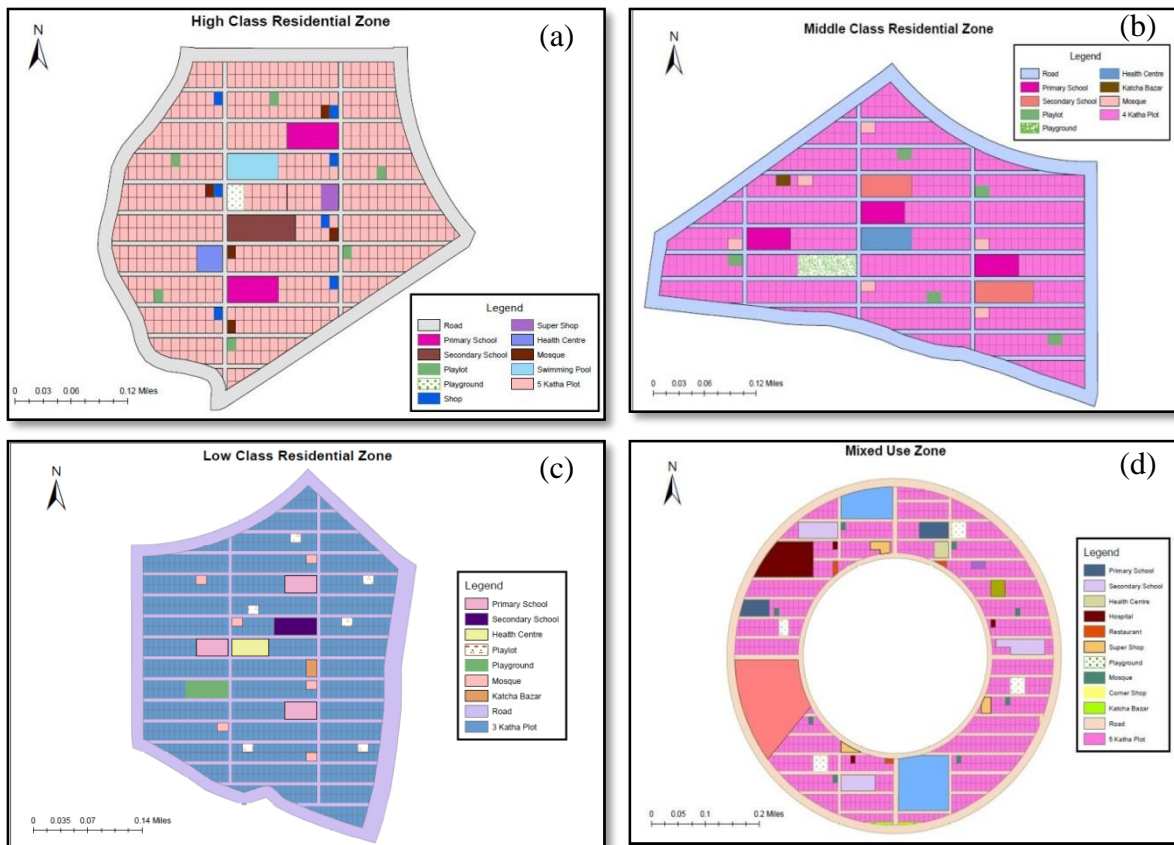 High Class Residential Zone
(a)
N
Legend
Road
Primary School
Secondary School
Playlot
Playground
Shop
Super Shop
Health Centre
Mosque
Swimming Pool
5 Katha Plot
0 0.03 0.06 0.12 Miles
Middle Class Residential Zone
(b)
N
Legend
Road
Primary School
Secondary School
Playlot
Playground
Health Centre
Katcha Bazar
Mosque
4 Katha Plot
0 0.03 0.06 0.12 Miles
Low Class Residential Zone
(c)
N
Legend
Primary School
Secondary School
Health Centre
Playlot
Playground
Mosque
Katcha Bazar
Road
3 Katha Plot
0 0.035 0.07 0.14 Miles
Mixed Use Zone
(d)
N
Legend
Primary School
Secondary School
Health Centre
Hospital
Restaurant
Super Shop
Playground
Mosque
Corner Shop
Katcha Bazar
Road
5 Katha Plot
0 0.05 0.1 0.2 Miles